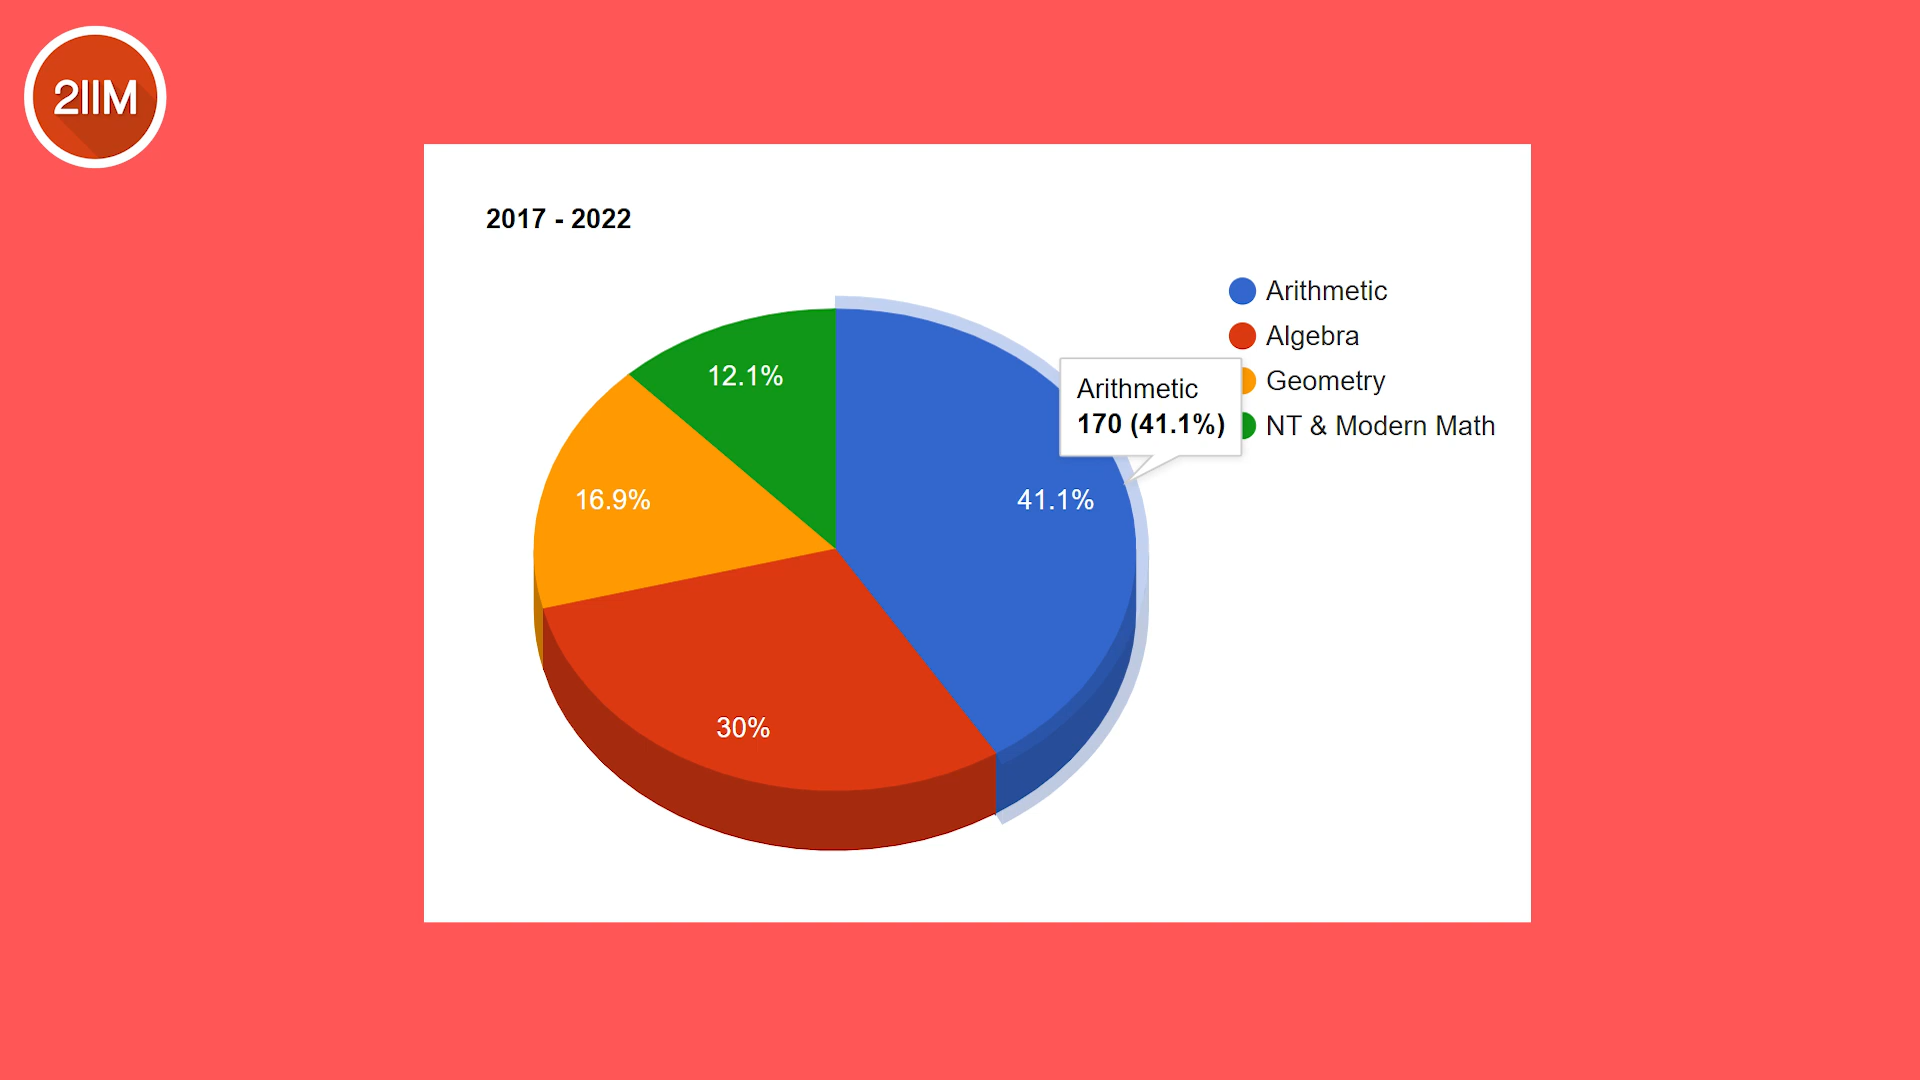 2IIM
2017 - 2022
Arithmetic
Algebra
Geometry
NT & Modern Math
Arithmetic
170 (41.1%)
12.1%
16.9%
41.1%
30%